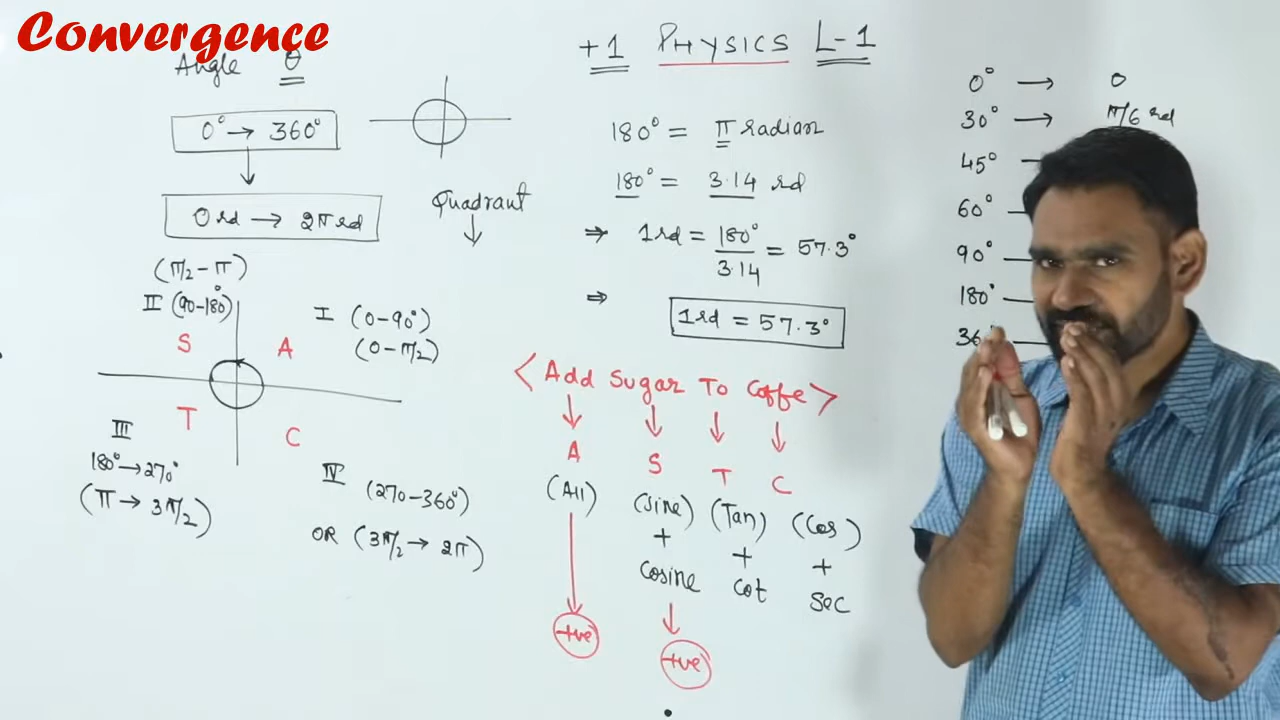 Convergence
+1 PHYSICS L-1
Angle θ
0° → 360°
0 rd → 2π rd
Quadrant
(π/2 - π)
II (90-180°)
I (0-90°)
(0-π/2)
S A
T C
III
180° → 270°
(π → 3π/2)
IV (270-360°)
OR (3π/2 → 2π)
180° = π radian
180° = 3.14 rd
⇒ 1rd = 180°/3.14 = 57.3°
⇒ 1rd = 57.3°
< Add Sugar To Coffe >
A S T C
(All) (Sine) (Tan) (Cos)
+ + +
Cosine Cot Sec
+ve +ve
0° → 0
30° → π/6 rd
45°
60°
90°
180°